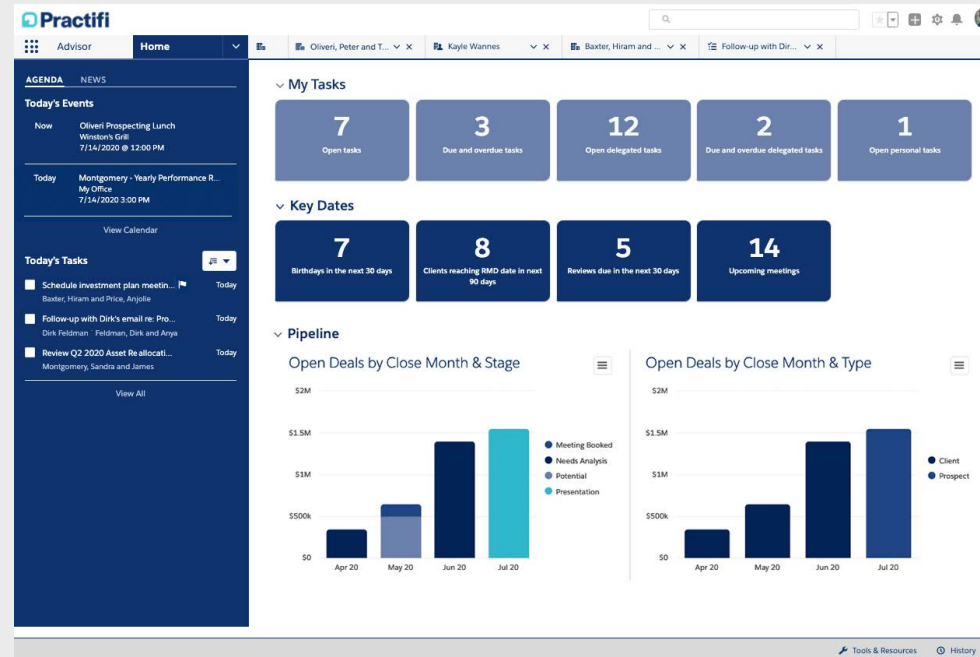 Practifi
Advisor
Home
Oliveri, Peter and T...
Kayle Wannes
Baxter, Hiram and ...
Follow-up with Dir...
AGENDA NEWS
Today's Events
Now
Oliveri Prospecting Lunch
Winston's Grill
7/14/2020 @ 12:00 PM
Today
Montgomery - Yearly Performance R...
My Office
7/14/2020 3:00 PM
View Calendar
Today's Tasks
Schedule investment plan meetin...
Today
Baxter, Hiram and Price, Anjolie
Follow-up with Dirk's email re: Pro...
Today
Dirk Feldman · Feldman, Dirk and Anya
Review Q2 2020 Asset Reallocati...
Today
Montgomery, Sandra and James
View All
My Tasks
7
Open tasks
3
Due and overdue tasks
12
Open delegated tasks
2
Due and overdue delegated tasks
1
Open personal tasks
Key Dates
7
Birthdays in the next 30 days
8
Clients reaching RMD date in next
90 days
5
Reviews due in the next 30 days
14
Upcoming meetings
Pipeline
Open Deals by Close Month & Stage
$2M
$1.5M
$1M
$500k
$0
Apr 20
May 20
Jun 20
Jul 20
Meeting Booked
Needs Analysis
Potential
Presentation
Open Deals by Close Month & Type
$2M
$1.5M
$1M
$500k
$0
Apr 20
May 20
Jun 20
Jul 20
Client
Prospect
Tools & Resources
History